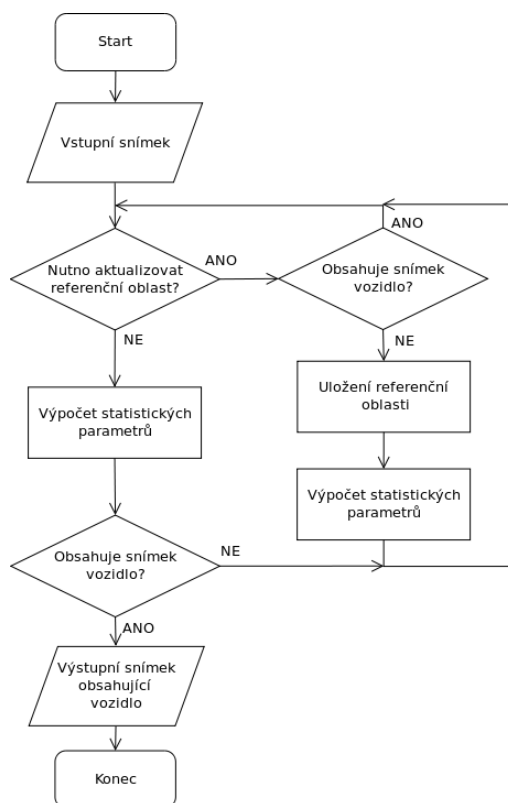 Start
Vstupní snímek
ANO
Nutno aktualizovat
referenční oblast?
ANO
Obsahuje snímek
vozidlo?
NE
NE
Uložení referenční
oblasti
Výpočet statistických
parametrů
Výpočet statistických
parametrů
Obsahuje snímek
vozidlo?
NE
ANO
Výstupní snímek
obsahující
vozidlo
Konec